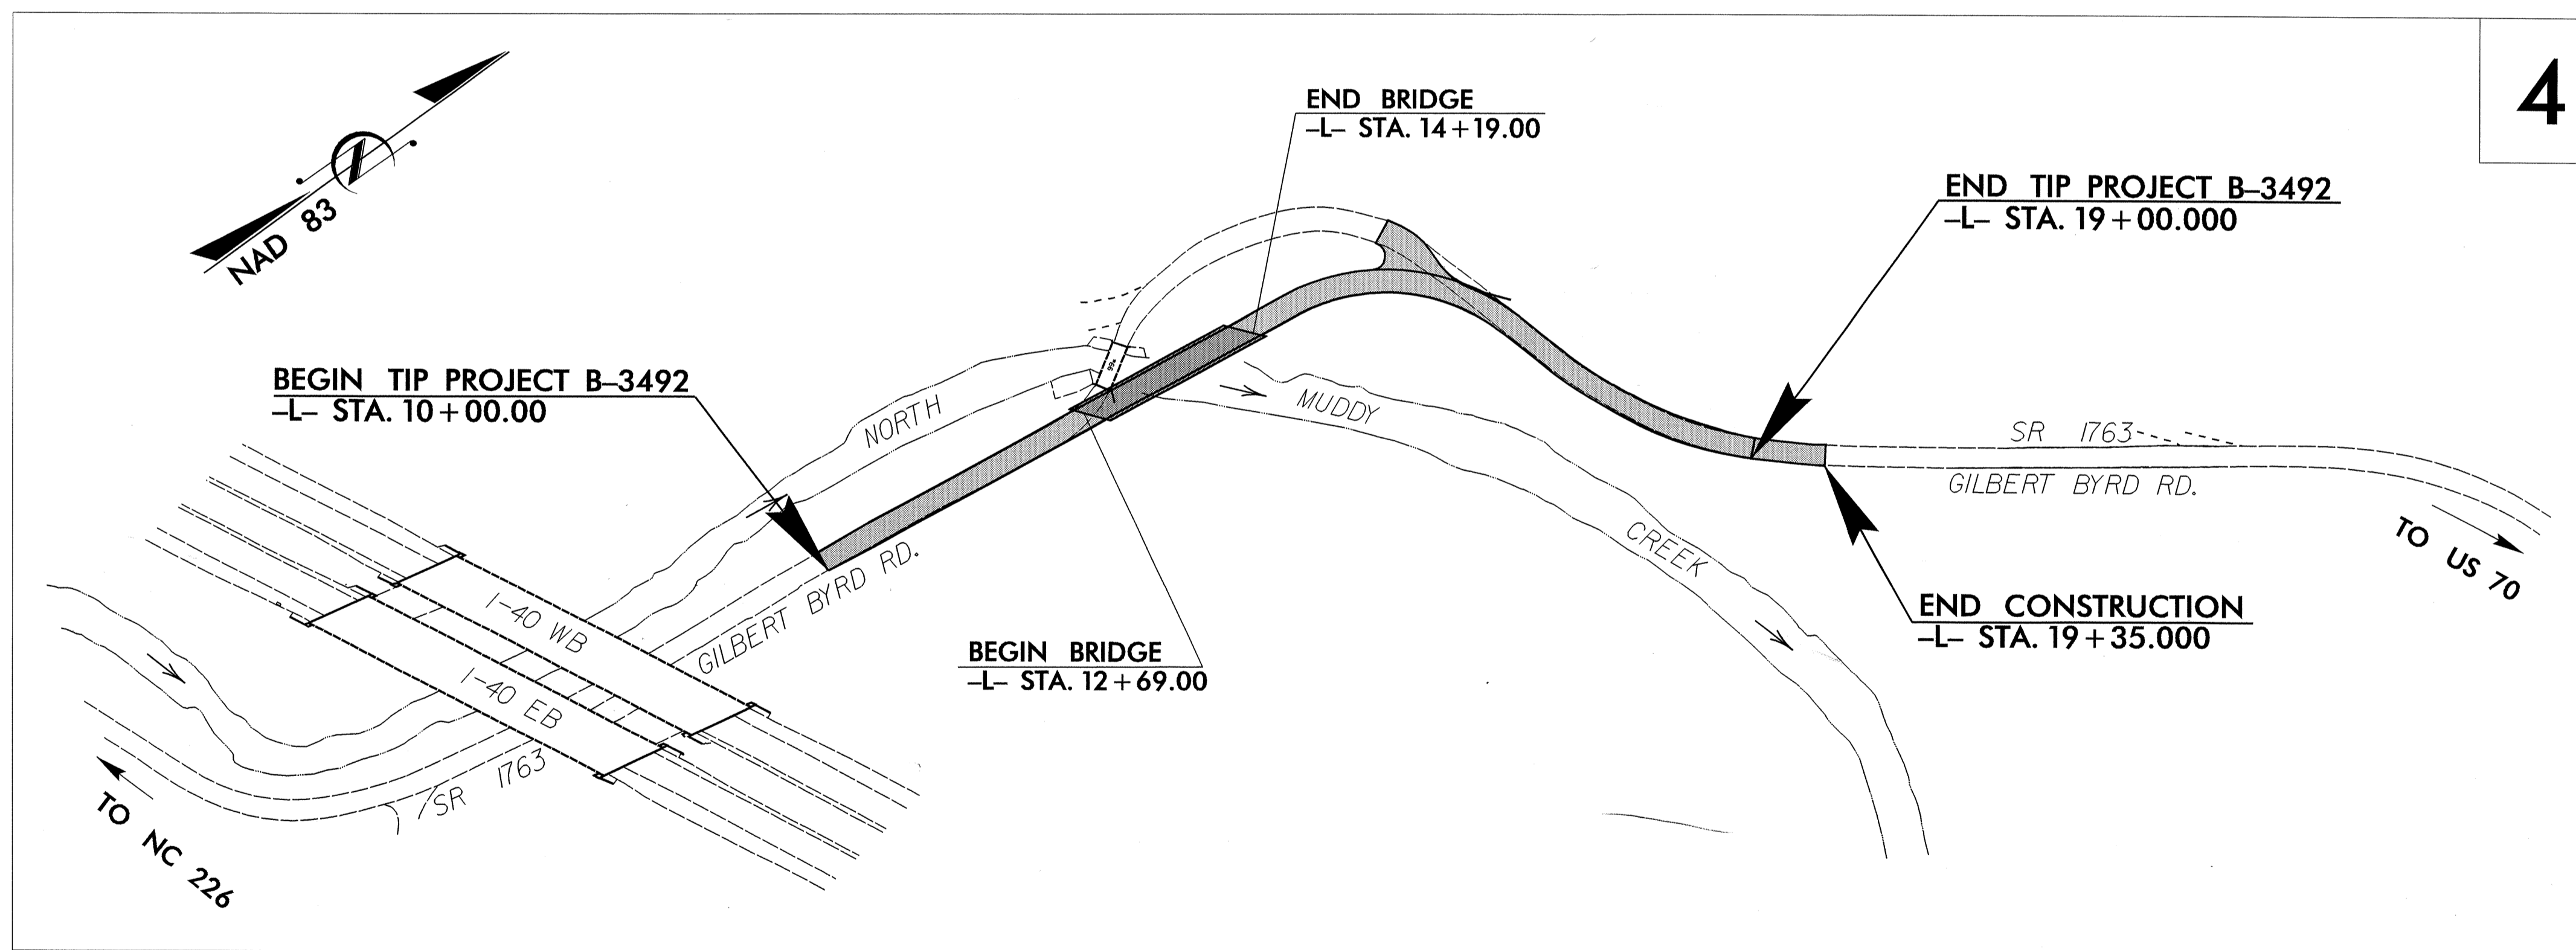 4
END BRIDGE
–L– STA. 14+19.00
END TIP PROJECT B–3492
–L– STA. 19+00.000
NAD 83
BEGIN TIP PROJECT B–3492
–L– STA. 10+00.00
NORTH
MUDDY
CREEK
SR 1763
GILBERT BYRD RD.
TO US 70
END CONSTRUCTION
–L– STA. 19+35.000
GILBERT BYRD RD.
BEGIN BRIDGE
–L– STA. 12+69.00
I-40 WB
I-40 EB
SR 1763
TO NC 226